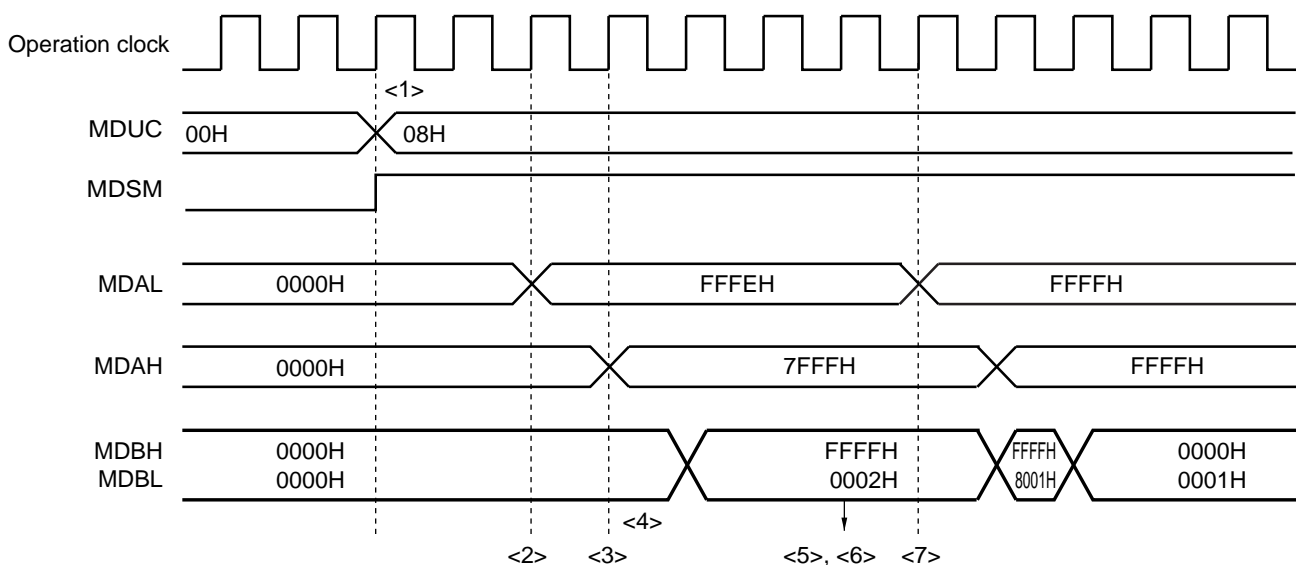 Operation clock
<1>
MDUC 00H 08H
MDSM
MDAL 0000H FFFEH FFFFH
MDAH 0000H 7FFFH FFFFH
MDBH 0000H FFFFH FFFFH 0000H
MDBL 0000H 0002H 8001H 0001H
<4>
<2> <3> <5>, <6> <7>